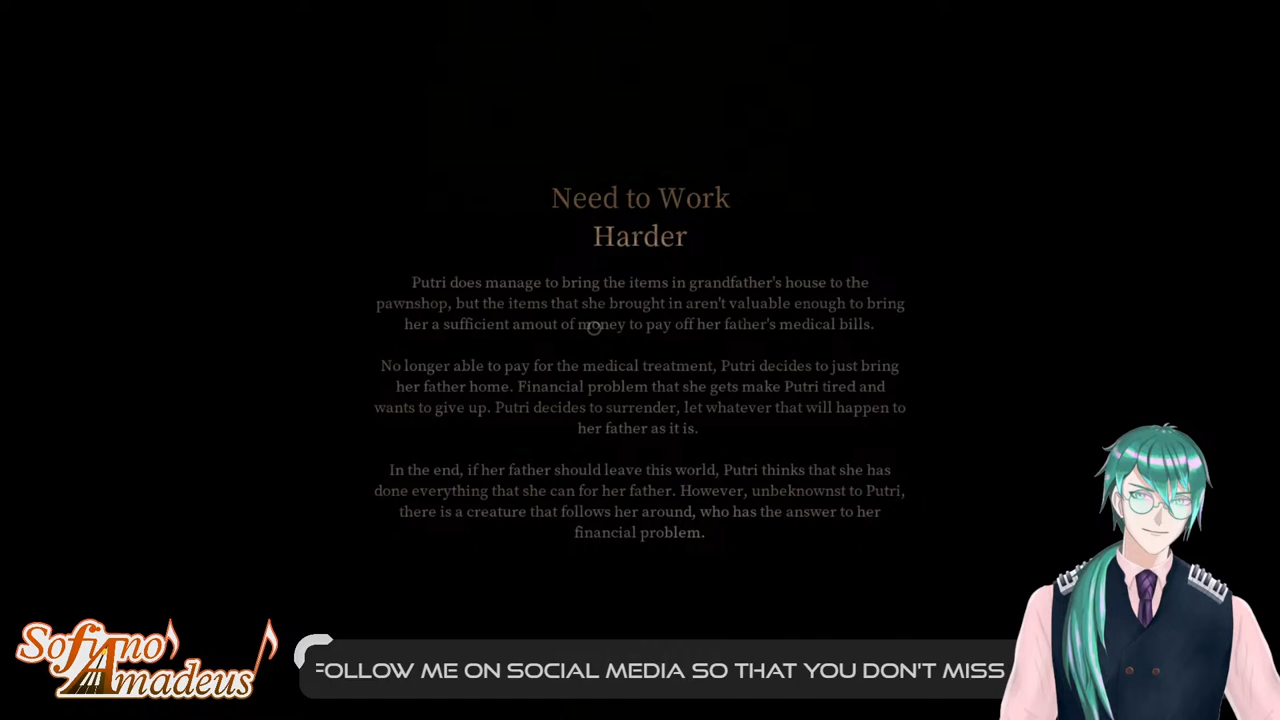 Need to Work
Harder
Putri does manage to bring the items in grandfather's house to the
pawnshop, but the items that she brought in aren't valuable enough to bring
her a sufficient amout of money to pay off her father's medical bills.
No longer able to pay for the medical treatment, Putri decides to just bring
her father home. Financial problem that she gets make Putri tired and
wants to give up. Putri decides to surrender, let whatever that will happen to
her father as it is.
In the end, if her father should leave this world, Putri thinks that she has
done everything that she can for her father. However, unbeknownst to Putri,
there is a creature that follows her around, who has the answer to her
financial problem.
Sofiano
Amadeus
FOLLOW ME ON SOCIAL MEDIA SO THAT YOU DON'T MISS